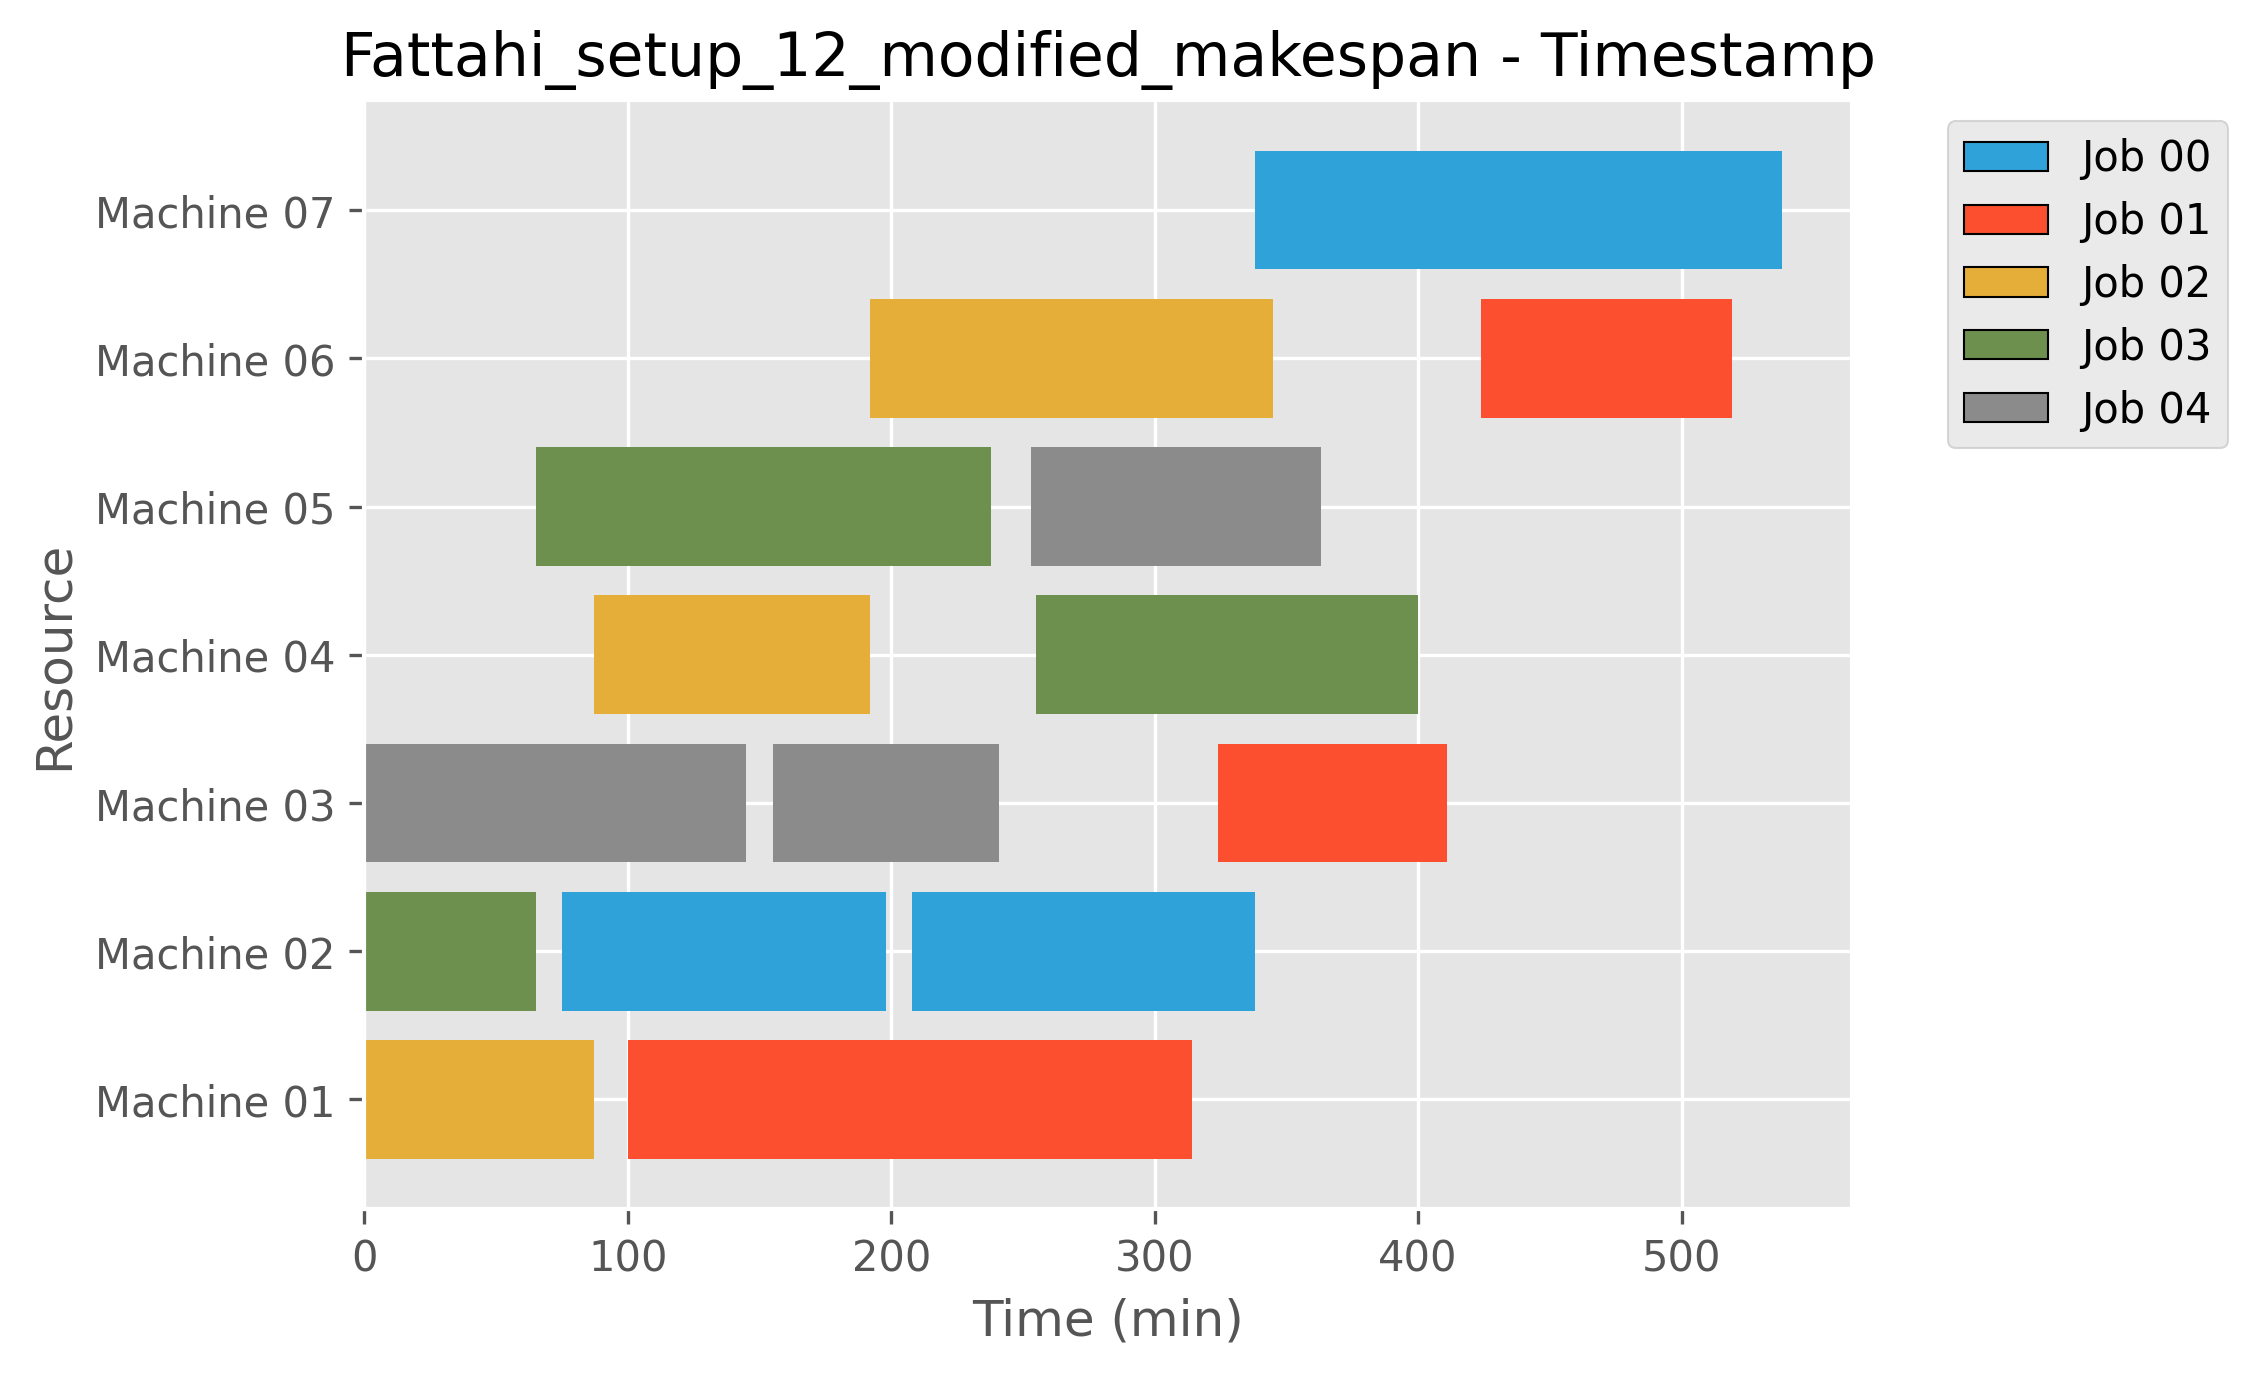 Fattahi_setup_12_modified_makespan - Timestamp
Job 00
Job 01
Job 02
Job 03
Job 04
Resource
Machine 07
Machine 06
Machine 05
Machine 04
Machine 03
Machine 02
Machine 01
0 100 200 300 400 500
Time (min)